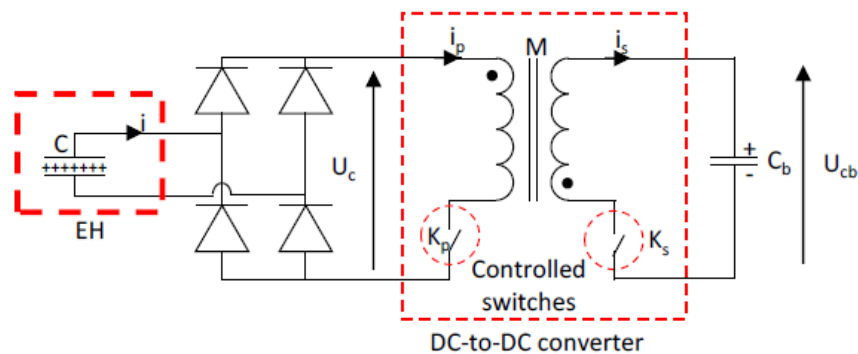 i_p M i_s
C i
+++++++
EH
U_c
+
-
C_b U_cb
K_p K_s
Controlled
switches
DC-to-DC converter